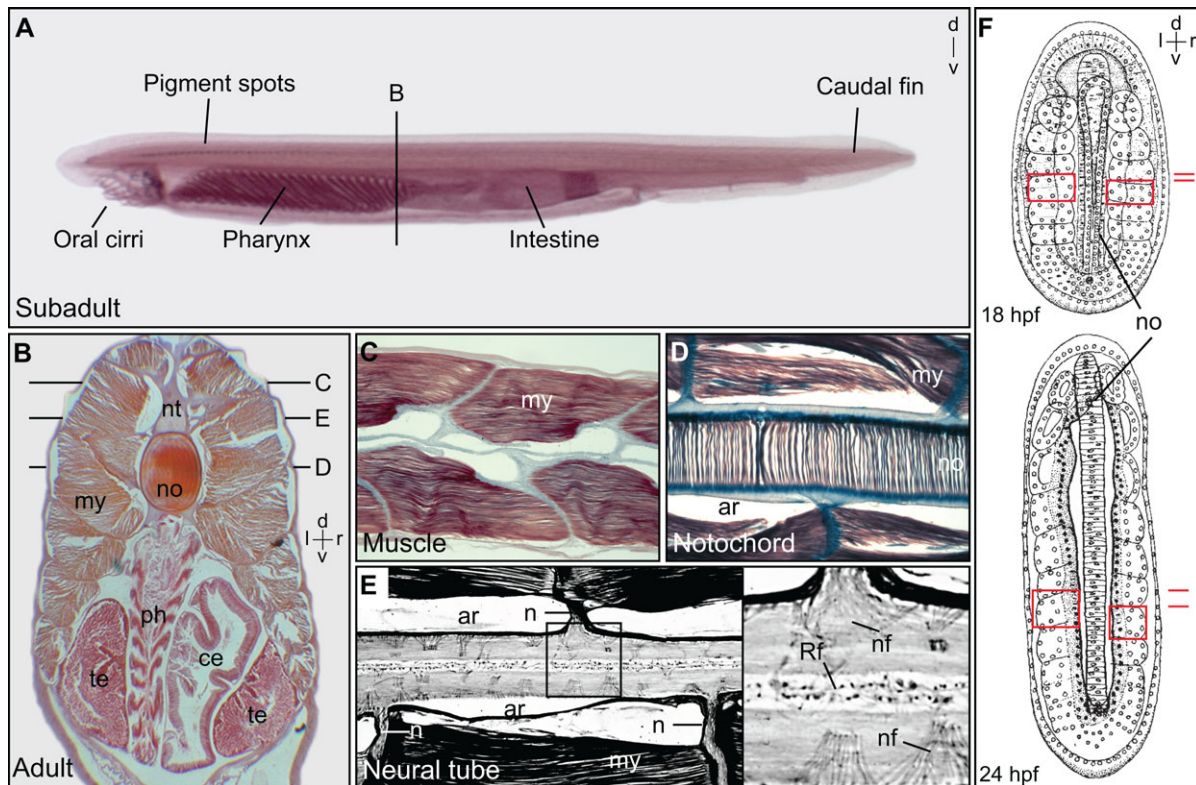 A
d
v
Pigment spots
B
Caudal fin
Oral cirri
Pharynx
Intestine
Subadult
B
C
nt
E
D
no
my
d
l r
v
ph
te
ce
te
Adult
C
my
Muscle
D
my
no
ar
Notochord
E
ar
n
ar
n
n
my
Neural tube
nf
Rf
nf
F
d
l r
v
18 hpf
no
24 hpf